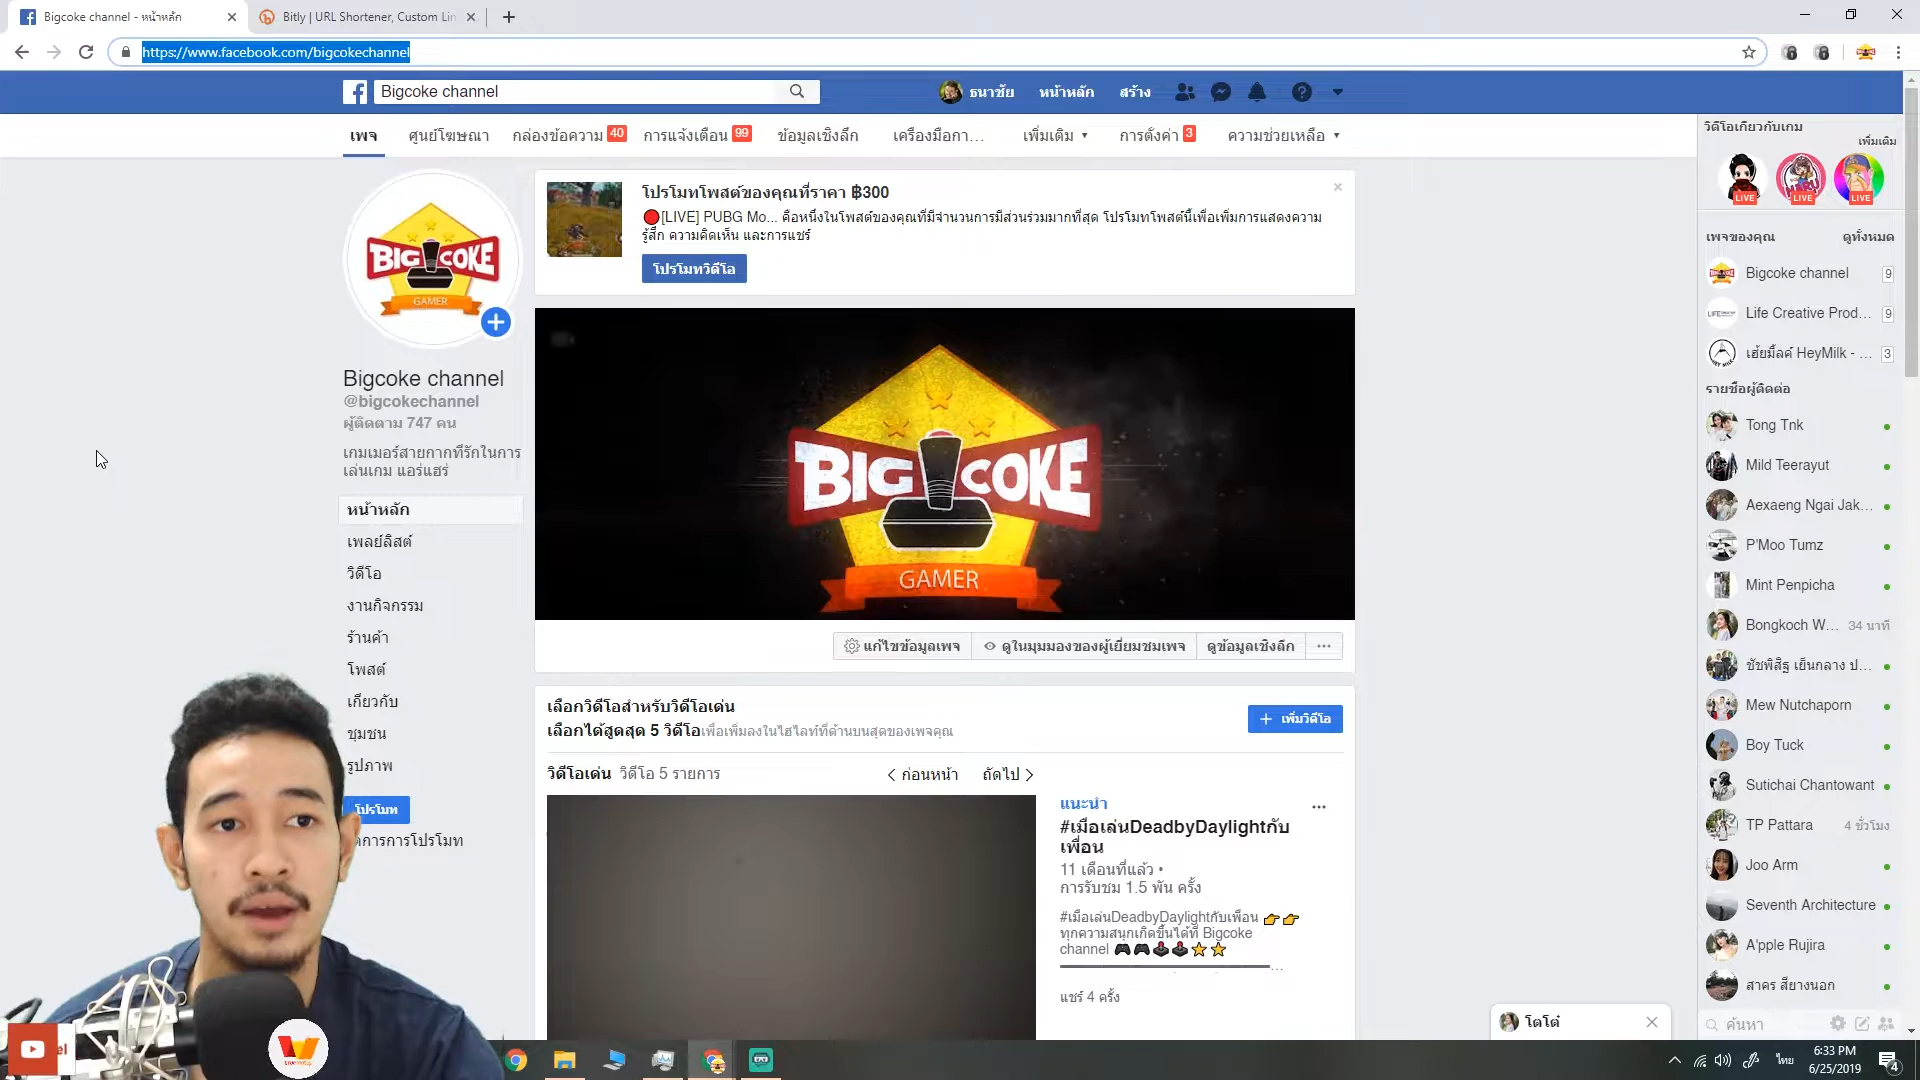 Bigcoke channel - หน้าหลัก
Bitly | URL Shortener, Custom Lin
https://www.facebook.com/bigcokechannel
Bigcoke channel
ธนาชัย
หน้าหลัก
สร้าง
เพจ
ศูนย์โฆษณา
กล่องข้อความ 40
การแจ้งเตือน 99
ข้อมูลเชิงลึก
เครื่องมือกา…
เพิ่มเติม
การตั้งค่า 3
ความช่วยเหลือ
วิดีโอเกี่ยวกับเกม
เพิ่มเติม
LIVE
LIVE
LIVE
BIG COKE
GAMER
โปรโมทโพสต์ของคุณที่ราคา ฿300
[LIVE] PUBG Mo... คือหนึ่งในโพสต์ของคุณที่มีจำนวนการมีส่วนร่วมมากที่สุด โปรโมทโพสต์นี้เพื่อเพิ่มการแสดงความ
รู้สึก ความคิดเห็น และการแชร์
โปรโมทวิดีโอ
Bigcoke channel
@bigcokechannel
ผู้ติดตาม 747 คน
เกมเมอร์สายกากที่รักในการ
เล่นเกม แอร่แฮร่
หน้าหลัก
เพลย์ลิสต์
วิดีโอ
งานกิจกรรม
ร้านค้า
โพสต์
เกี่ยวกับ
ชุมชน
รูปภาพ
โปรโมท
การการโปรโมท
BIG COKE
GAMER
แก้ไขข้อมูลเพจ
ดูในมุมมองของผู้เยี่ยมชมเพจ
ดูข้อมูลเชิงลึก
เลือกวิดีโอสำหรับวิดีโอเด่น
เลือกได้สูงสุด 5 วิดีโอเพื่อเพิ่มลงในไฮไลท์ที่ด้านบนสุดของเพจคุณ
+ เพิ่มวิดีโอ
วิดีโอเด่น วิดีโอ 5 รายการ
ก่อนหน้า
ถัดไป
แนะนำ
#เมื่อเล่นDeadbyDaylightกับ
เพื่อน
11 เดือนที่แล้ว •
การรับชม 1.5 พัน ครั้ง
#เมื่อเล่นDeadbyDaylightกับเพื่อน
ทุกความสนุกเกิดขึ้นได้ที่ Bigcoke
channel
แชร์ 4 ครั้ง
เพจของคุณ
ดูทั้งหมด
Bigcoke channel 9
Life Creative Prod... 9
เฮ้ยมิ้ลค์ HeyMilk - ... 3
รายชื่อผู้ติดต่อ
Tong Tnk
Mild Teerayut
Aexaeng Ngai Jak...
P'Moo Tumz
Mint Penpicha
Bongkoch W... 34 นาที
ชัชพิสิฐ เย็นกลาง ป...
Mew Nutchaporn
Boy Tuck
Sutichai Chantowant
TP Pattara 4 ชั่วโมง
Joo Arm
Seventh Architecture
A'pple Rujira
สาคร สียางนอก
ค้นหา
โตโต๋
ไทย
6:33 PM
6/25/2019
4